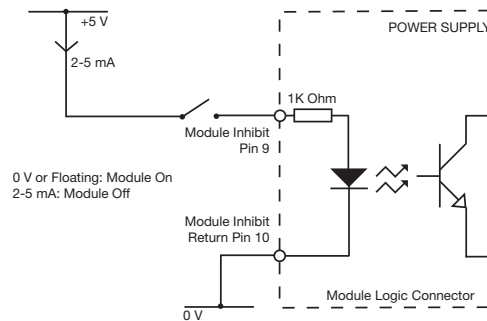 +5 V
POWER SUPPLY
2-5 mA
1K Ohm
Module Inhibit
Pin 9
0 V or Floating: Module On
2-5 mA: Module Off
Module Inhibit
Return Pin 10
Module Logic Connector
0 V